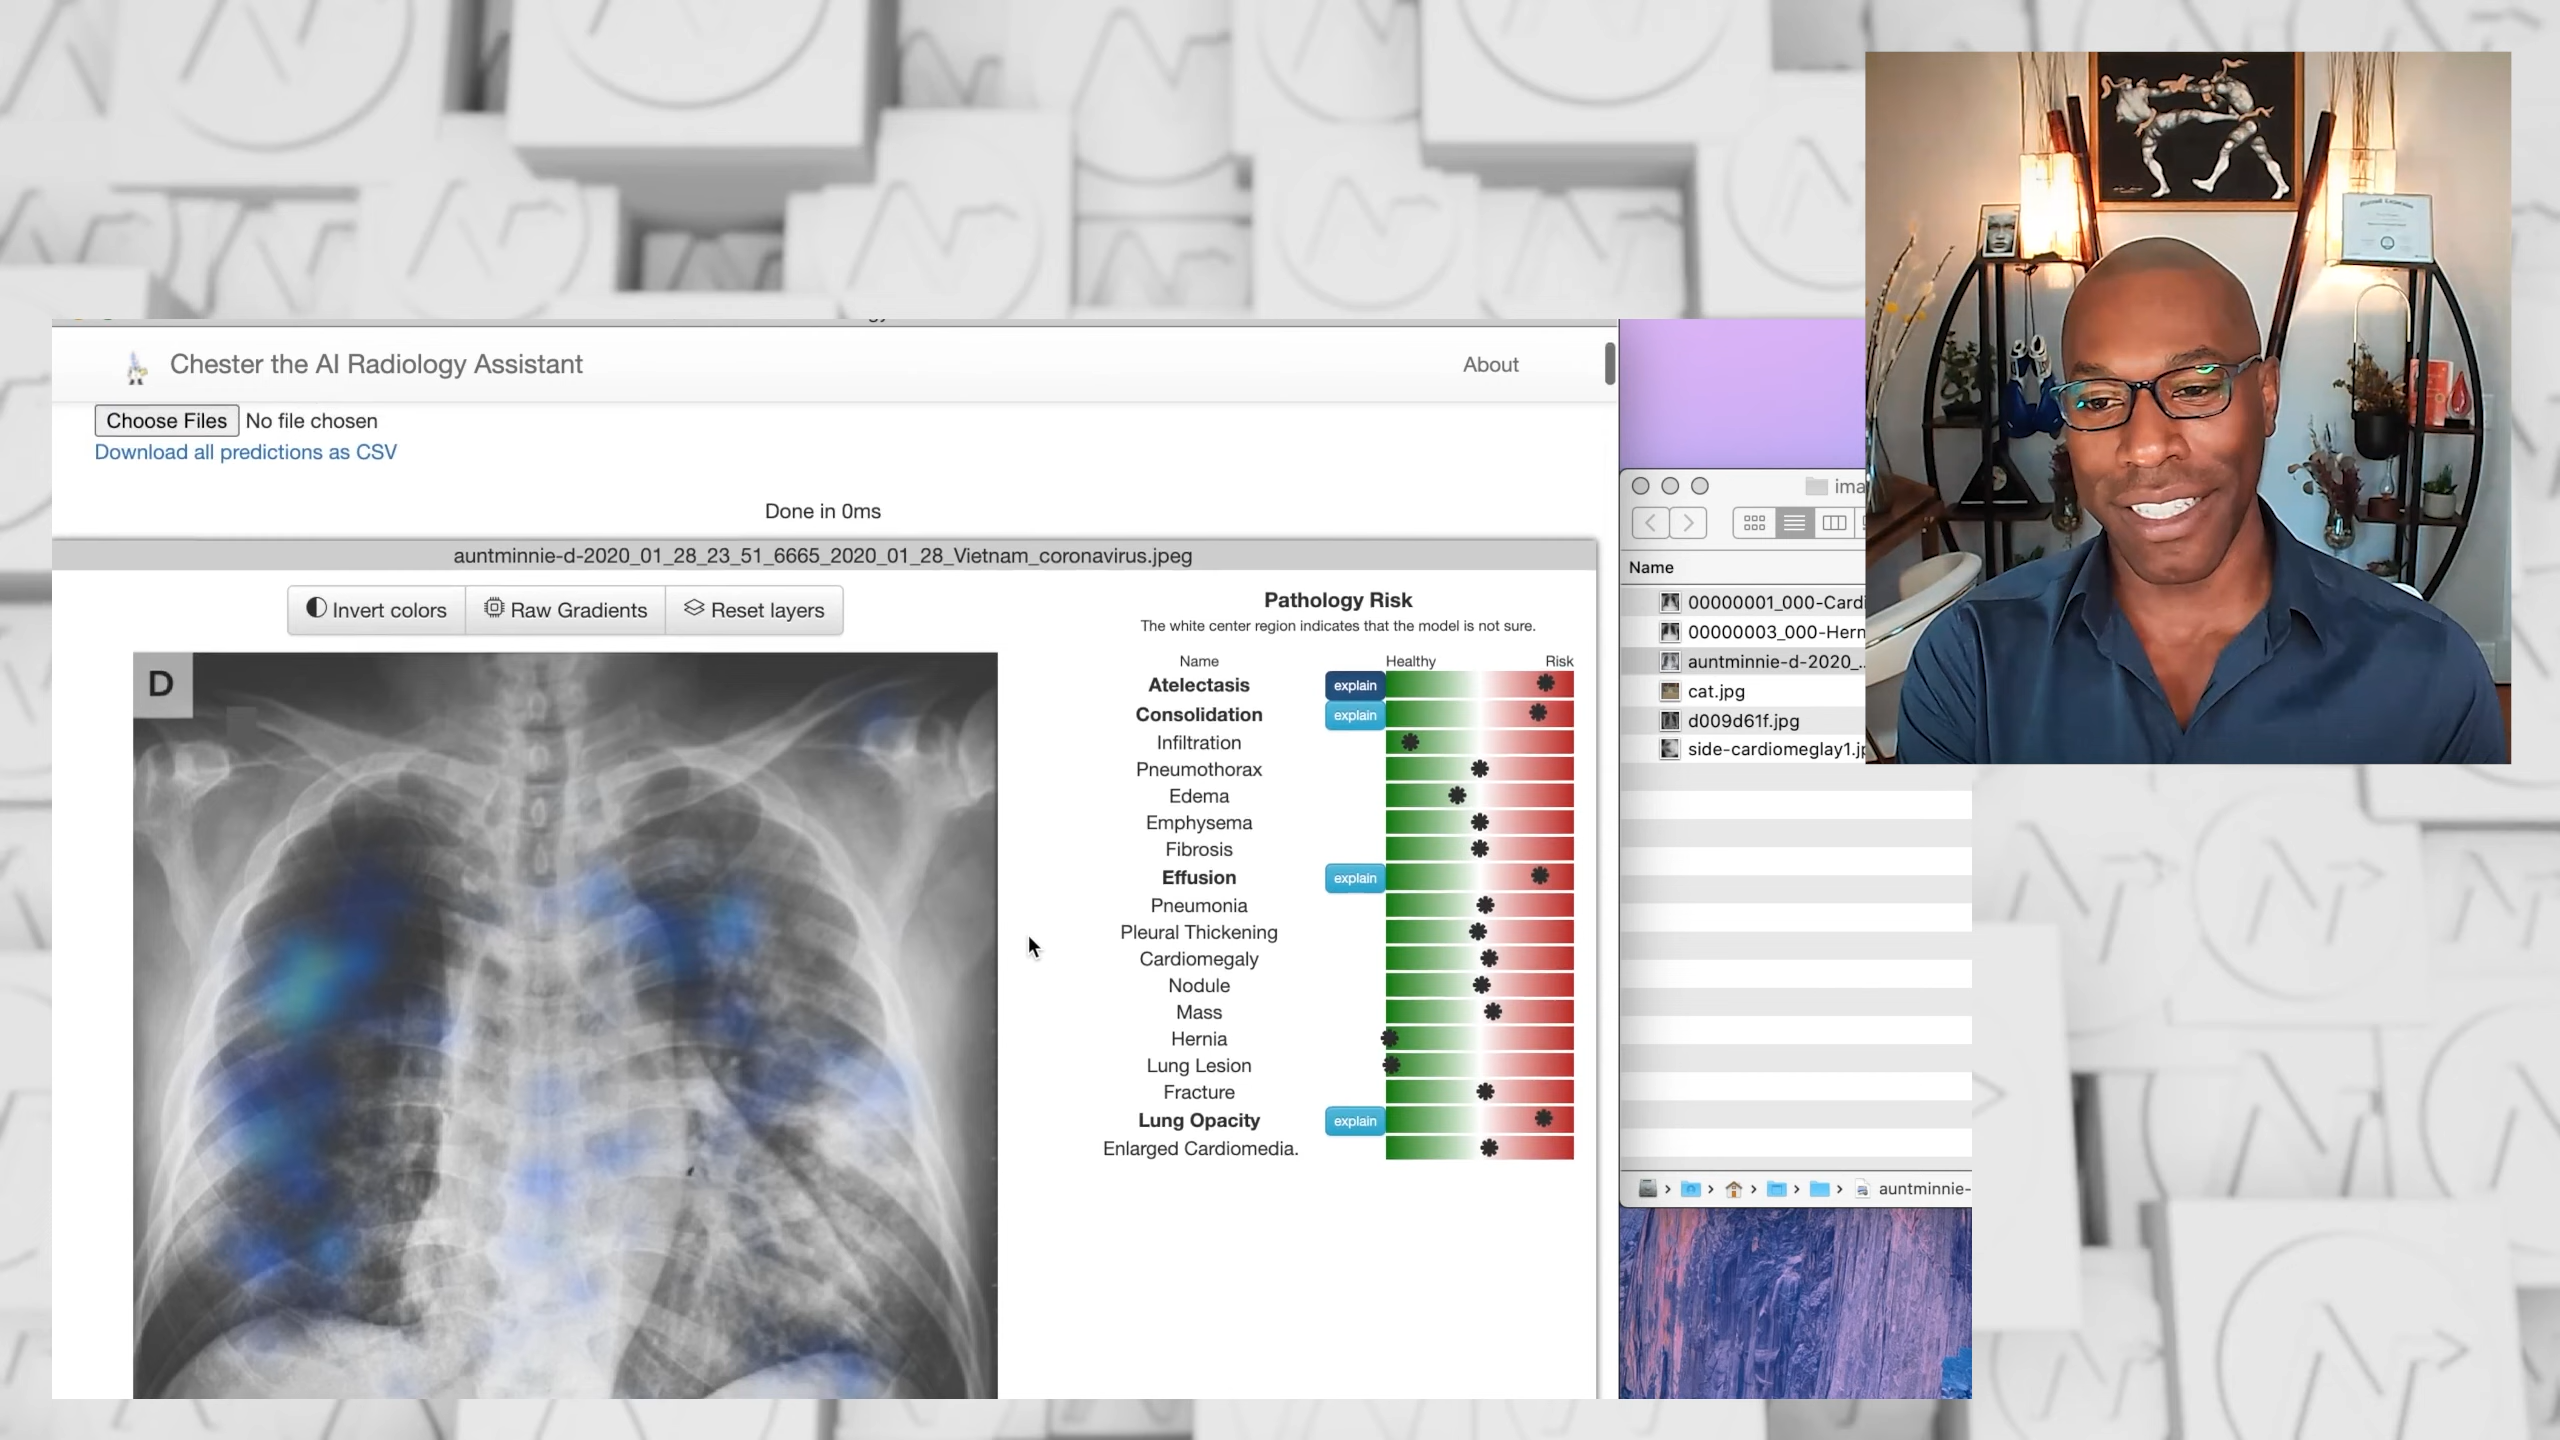 Chester the AI Radiology Assistant
About
Choose Files No file chosen
Download all predictions as CSV
Done in 0ms
auntminnie-d-2020_01_28_23_51_6665_2020_01_28_Vietnam_coronavirus.jpeg
Invert colors Raw Gradients Reset layers
D
Pathology Risk
The white center region indicates that the model is not sure.
Name Healthy Risk
Atelectasis explain
Consolidation explain
Infiltration
Pneumothorax
Edema
Emphysema
Fibrosis
Effusion explain
Pneumonia
Pleural Thickening
Cardiomegaly
Nodule
Mass
Hernia
Lung Lesion
Fracture
Lung Opacity explain
Enlarged Cardiomedia.
ima
Name
00000001_000-Cardi
00000003_000-Hern
auntminnie-d-2020_...
cat.jpg
d009d61f.jpg
side-cardiomeglay1.jp
auntminnie-